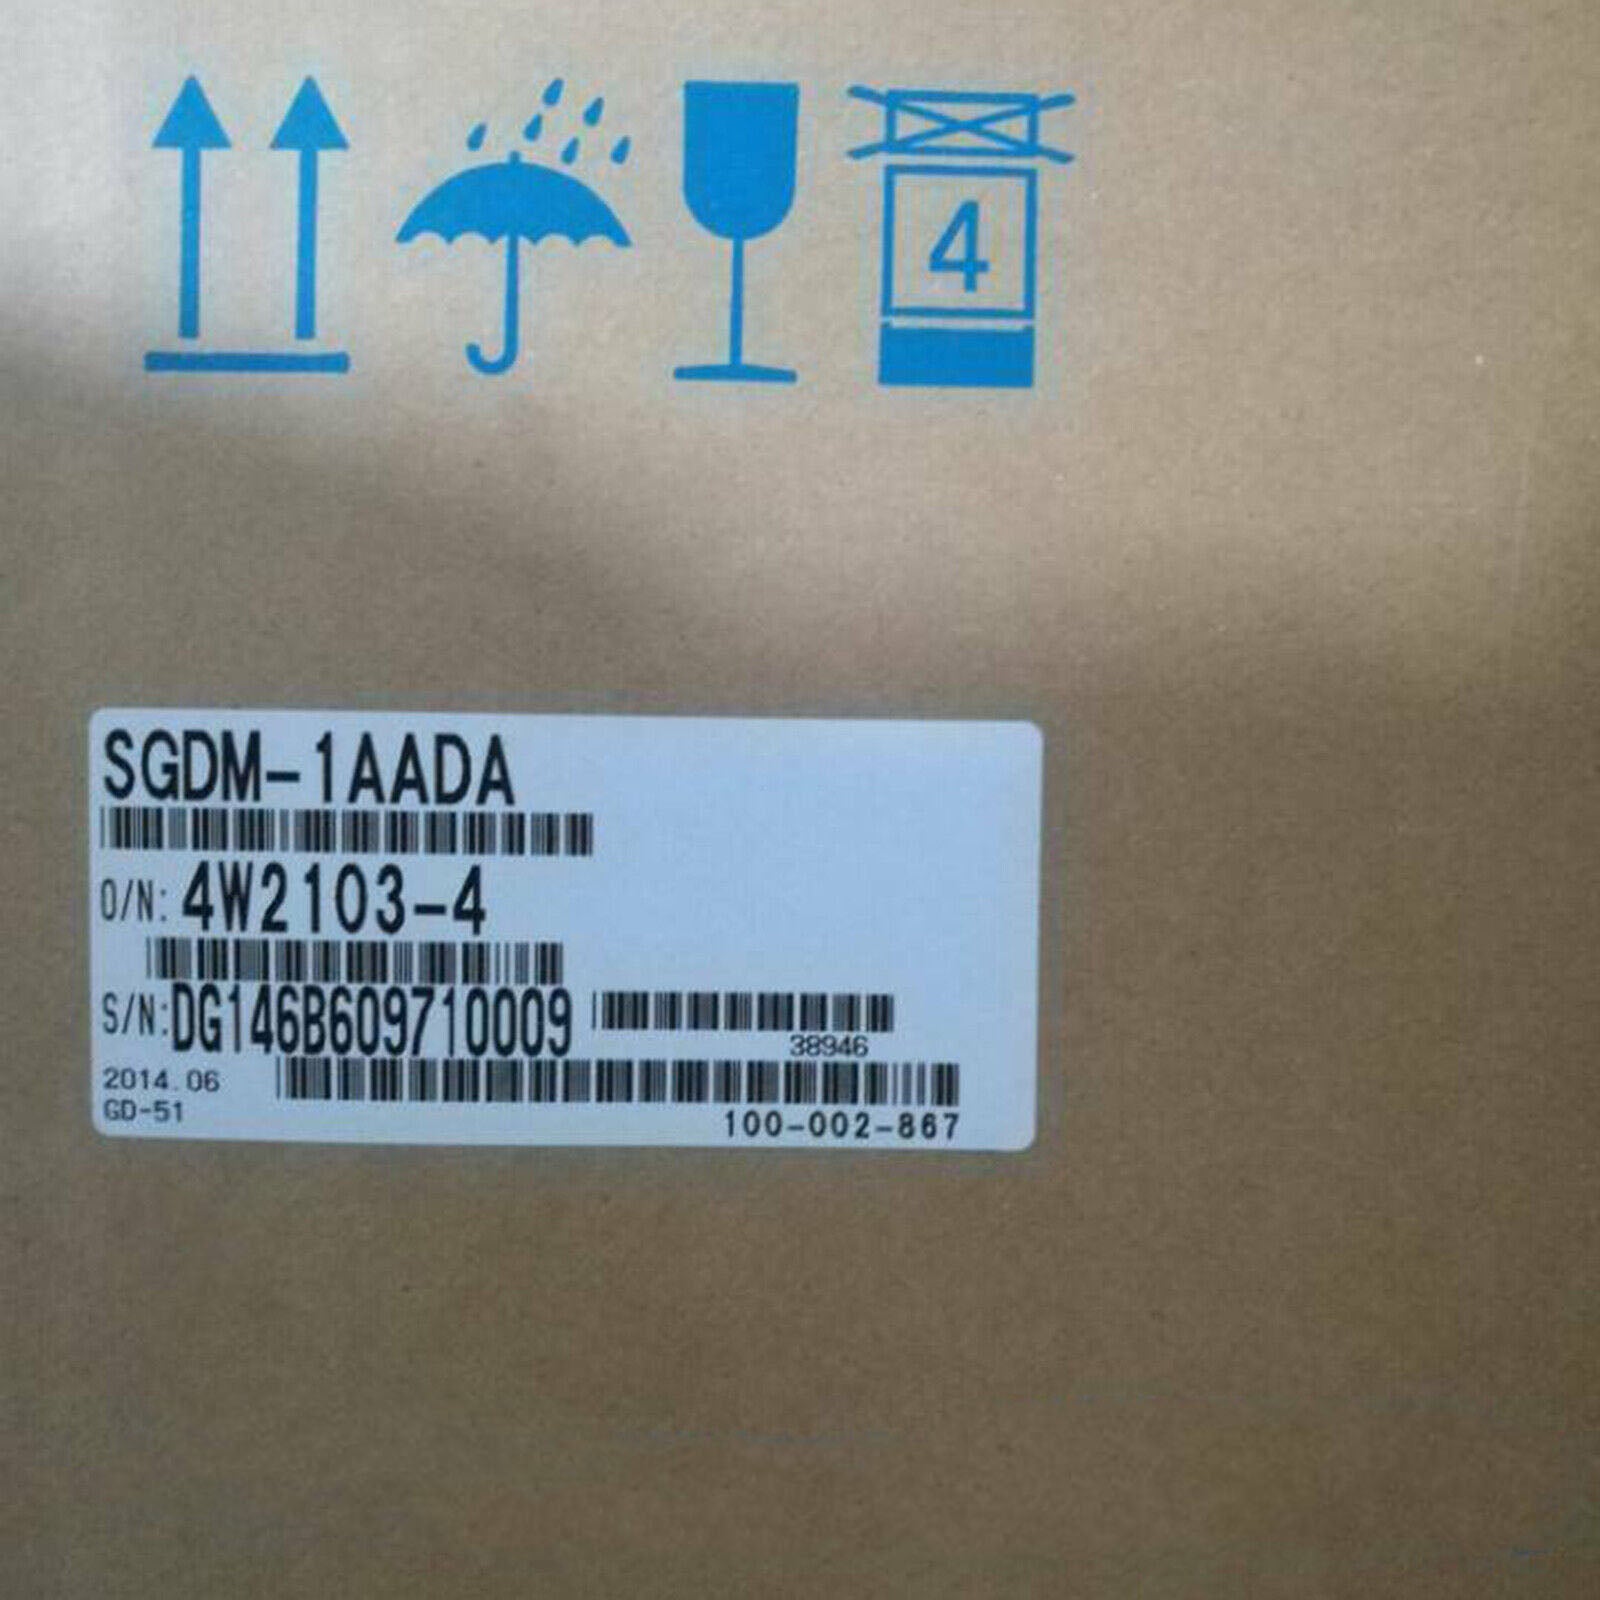 4
SGDM-1AADA
O/N: 4W2103-4
S/N:DG146B609710009
38946
2014.06
GD-51
100-002-867